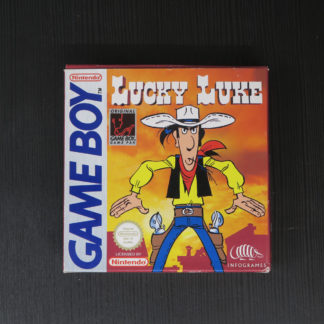 Nintendo
GAME BOY
LUCKY LUKE
ORIGINAL
GAME BOY
GAME PAK
LICENSED BY
Nintendo
INFOGRAMES